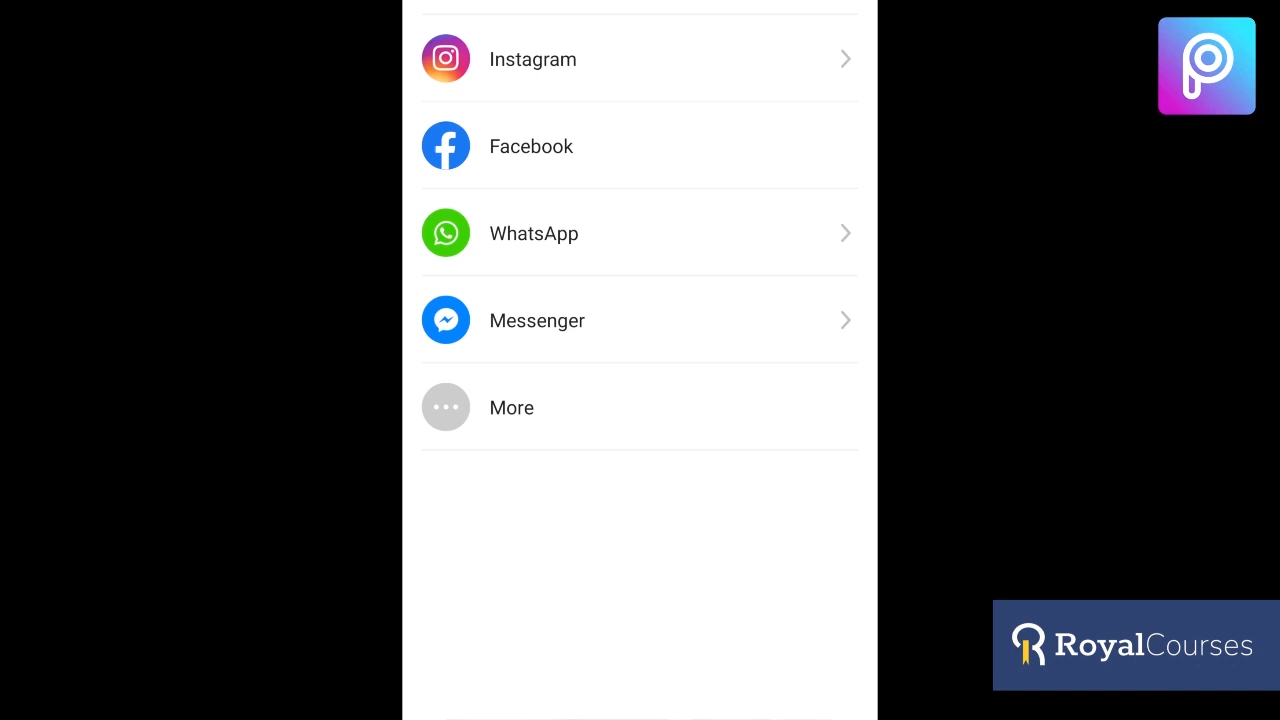 Instagram
Facebook
WhatsApp
Messenger
More
RoyalCourses